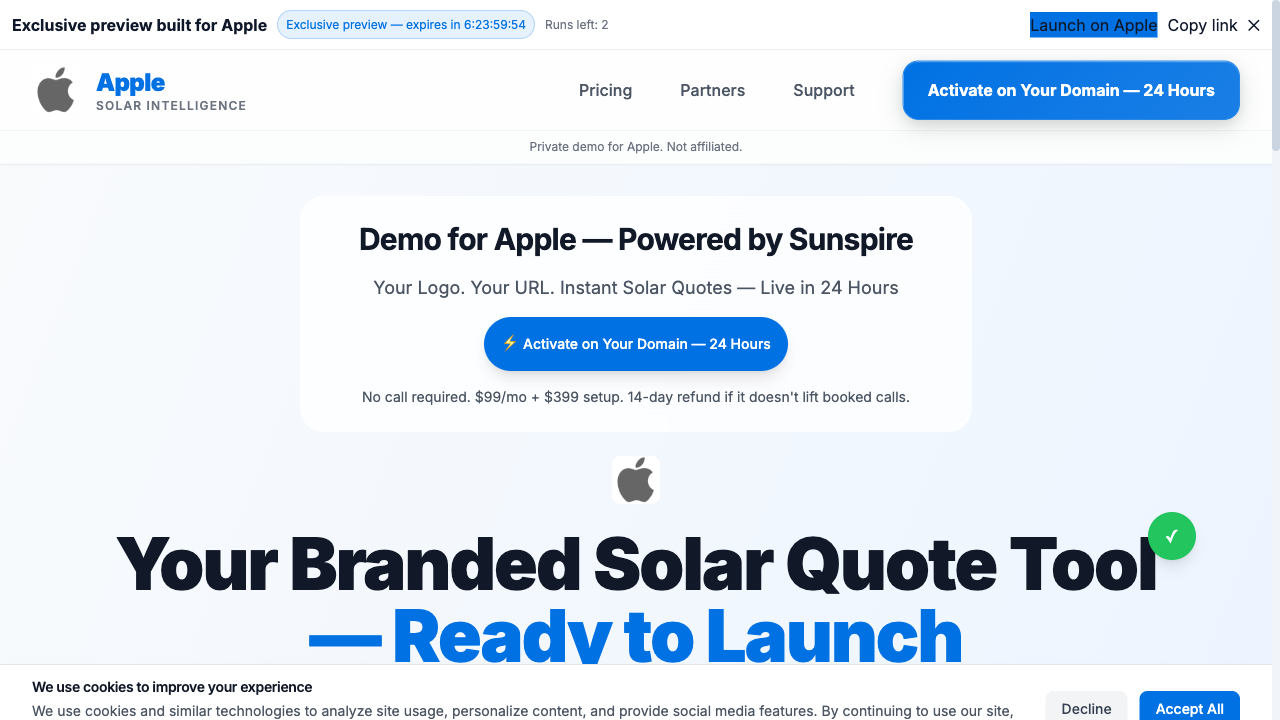 Exclusive preview built for Apple
Exclusive preview — expires in 6:23:59:54
Runs left: 2
Launch on Apple
Copy link
Apple
SOLAR INTELLIGENCE
Pricing
Partners
Support
Activate on Your Domain — 24 Hours
Private demo for Apple. Not affiliated.
Demo for Apple — Powered by Sunspire
Your Logo. Your URL. Instant Solar Quotes — Live in 24 Hours
⚡ Activate on Your Domain — 24 Hours
No call required. $99/mo + $399 setup. 14-day refund if it doesn't lift booked calls.
Your Branded Solar Quote Tool
— Ready to Launch
We use cookies to improve your experience
We use cookies and similar technologies to analyze site usage, personalize content, and provide social media features. By continuing to use our site,
Decline
Accept All